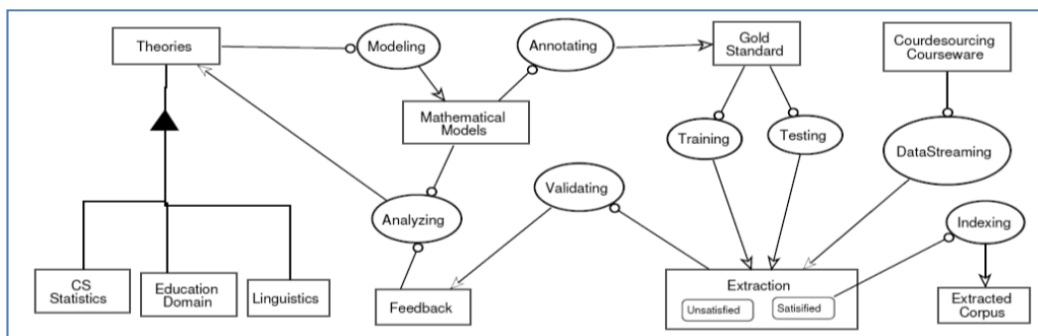 Theories
Modeling
Annotating
Gold
Standard
Courdesourcing
Courseware
Mathematical
Models
Training
Testing
DataStreaming
Analyzing
Validating
Indexing
CS
Statistics
Education
Domain
Linguistics
Feedback
Extraction
Unsatisfied
Satisified
Extracted
Corpus